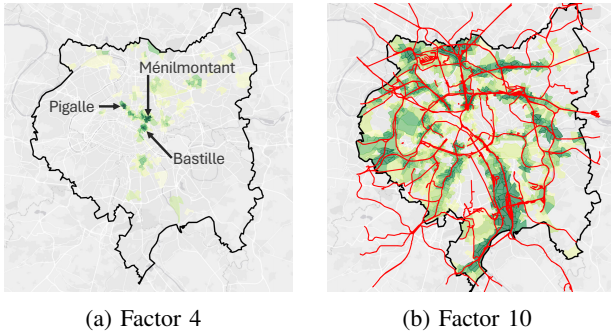 Ménilmontant
Pigalle
Bastille
(a) Factor 4
(b) Factor 10